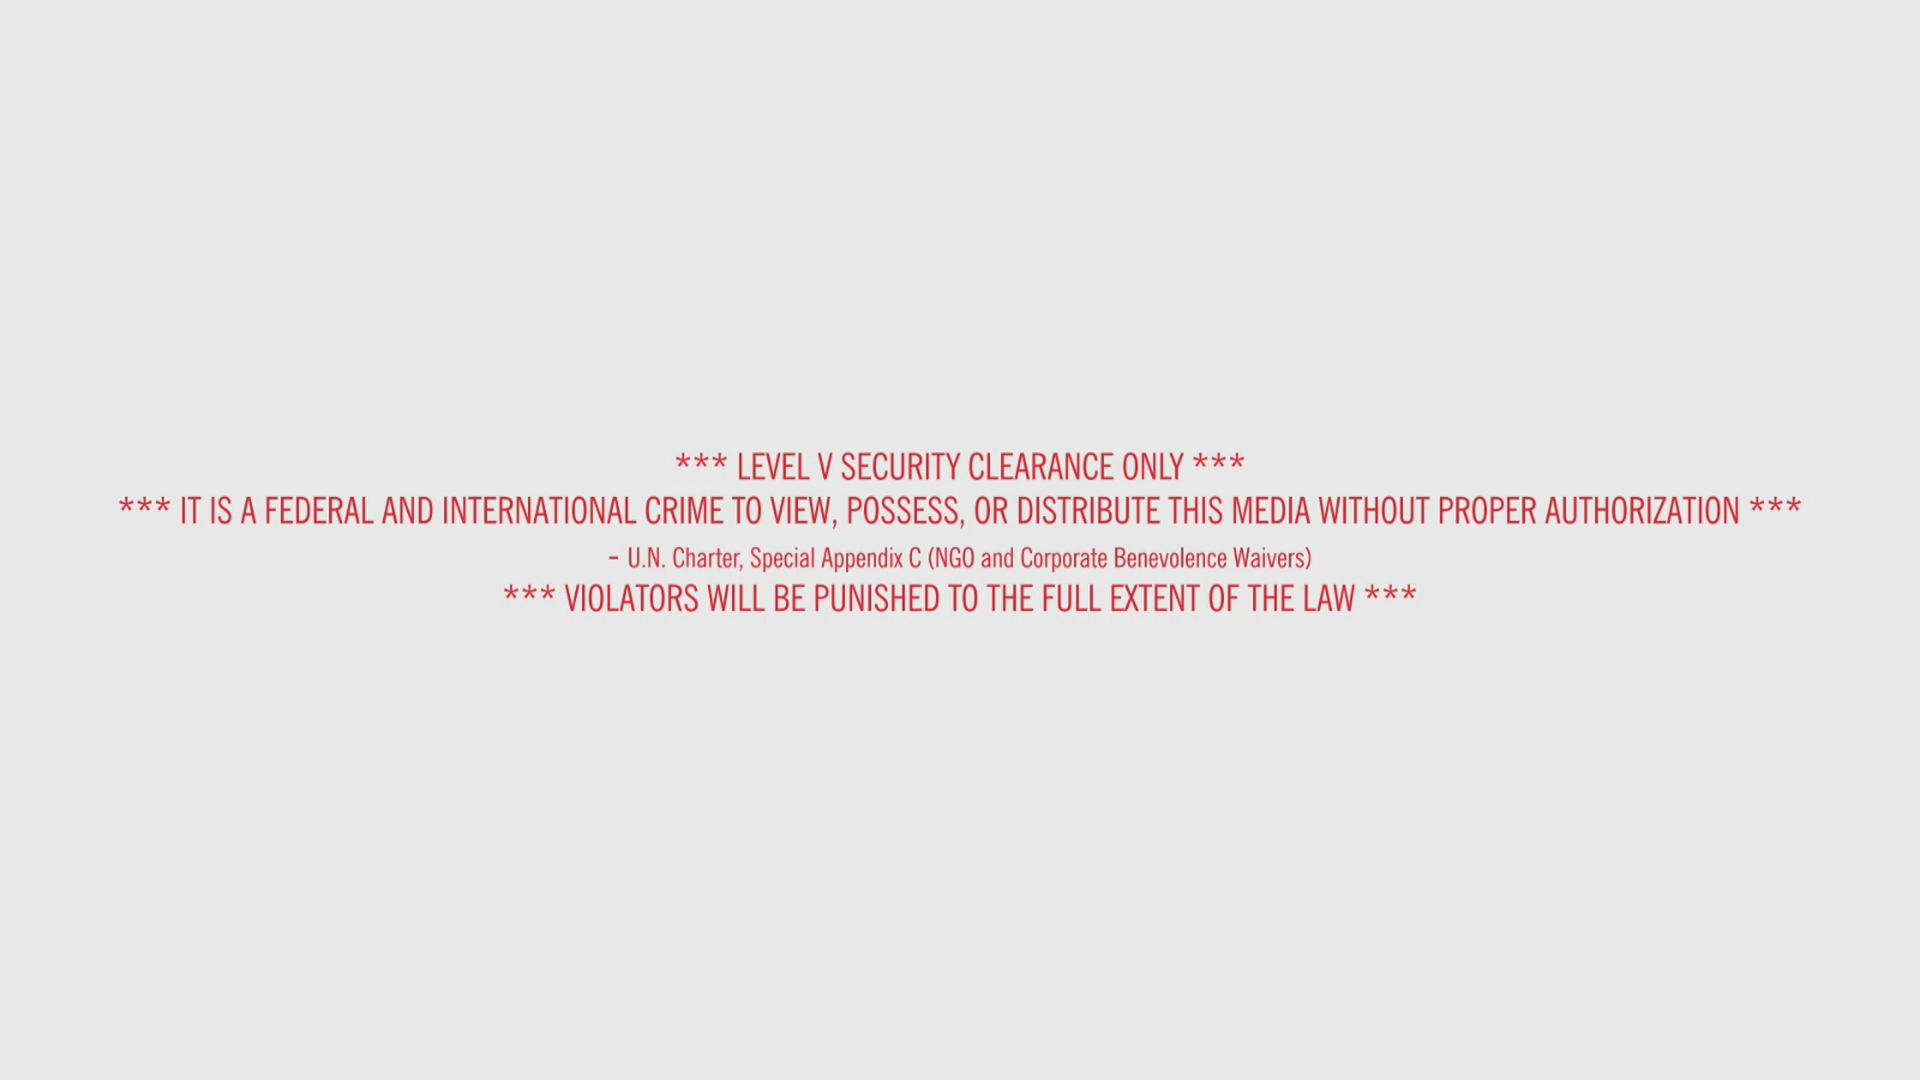 *** LEVEL V SECURITY CLEARANCE ONLY ***
*** IT IS A FEDERAL AND INTERNATIONAL CRIME TO VIEW, POSSESS, OR DISTRIBUTE THIS MEDIA WITHOUT PROPER AUTHORIZATION ***
– U.N. Charter, Special Appendix C (NGO and Corporate Benevolence Waivers)
*** VIOLATORS WILL BE PUNISHED TO THE FULL EXTENT OF THE LAW ***